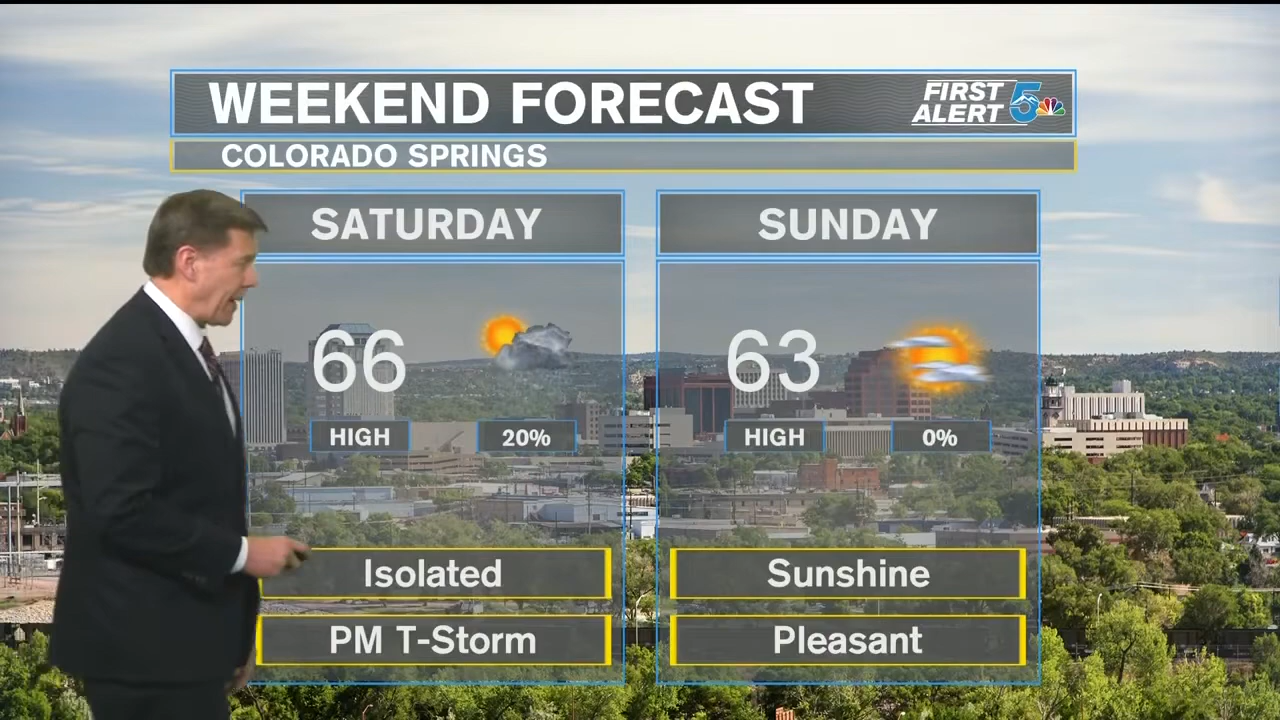 WEEKEND FORECAST
FIRST
ALERT 5
COLORADO SPRINGS
SATURDAY
66
HIGH
20%
Isolated
PM T-Storm
SUNDAY
63
HIGH
0%
Sunshine
Pleasant